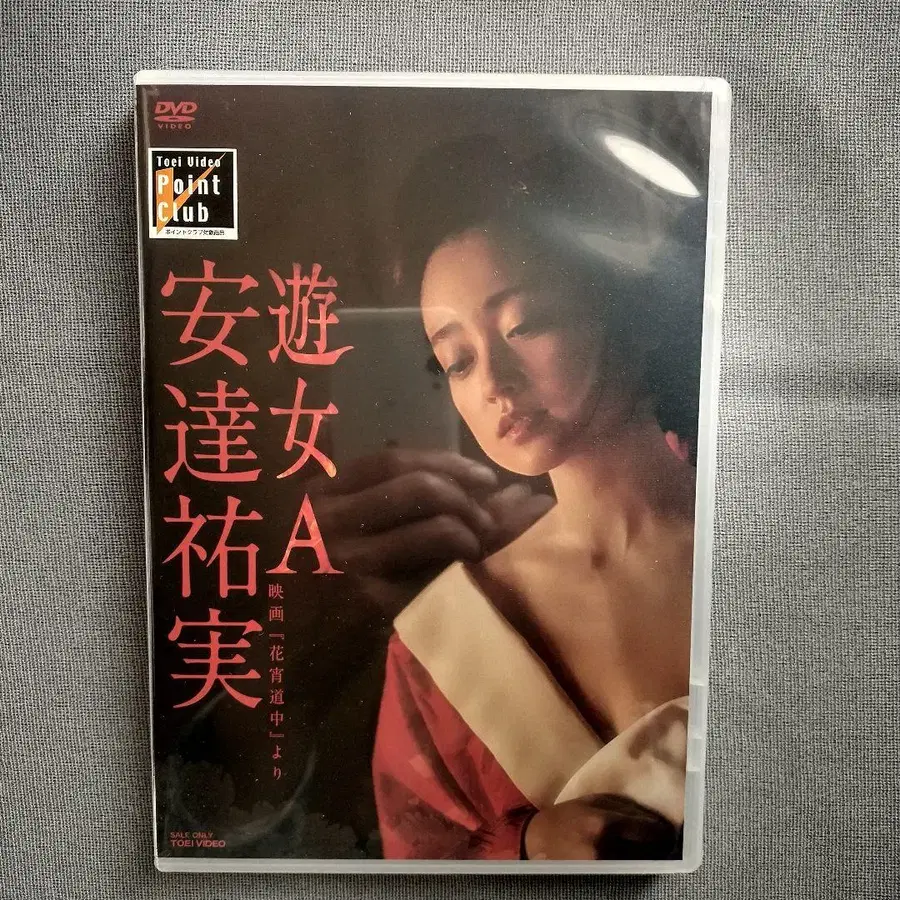 DVD
VIDEO
Toei Video
Point
Club
ポイントクラブ対象商品
遊女A
映画『花宵道中』より
安達祐実
SALE ONLY
TOEI VIDEO